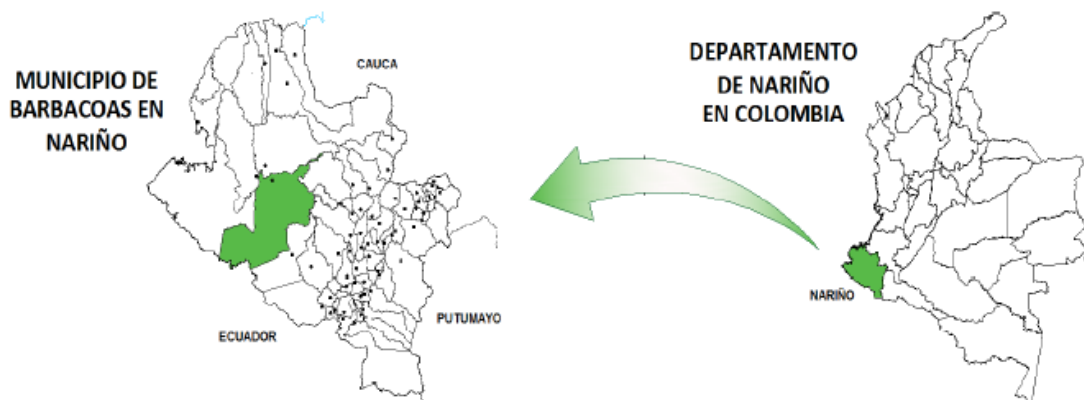 MUNICIPIO DE
BARBACOAS EN
NARIÑO
CAUCA
ECUADOR
PUTUMAYO
DEPARTAMENTO
DE NARIÑO
EN COLOMBIA
NARIÑO